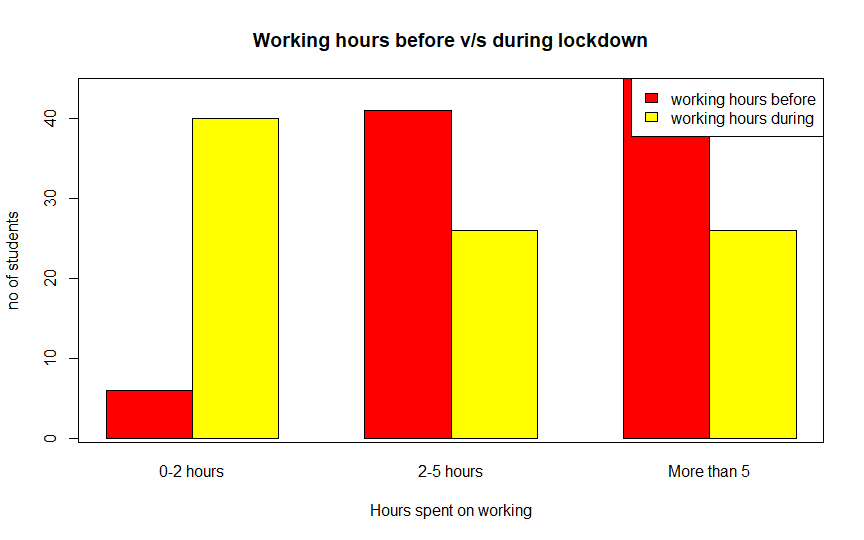 Working hours before v/s during lockdown
working hours before
working hours during
no of students
40
30
20
10
0
0-2 hours
2-5 hours
More than 5
Hours spent on working